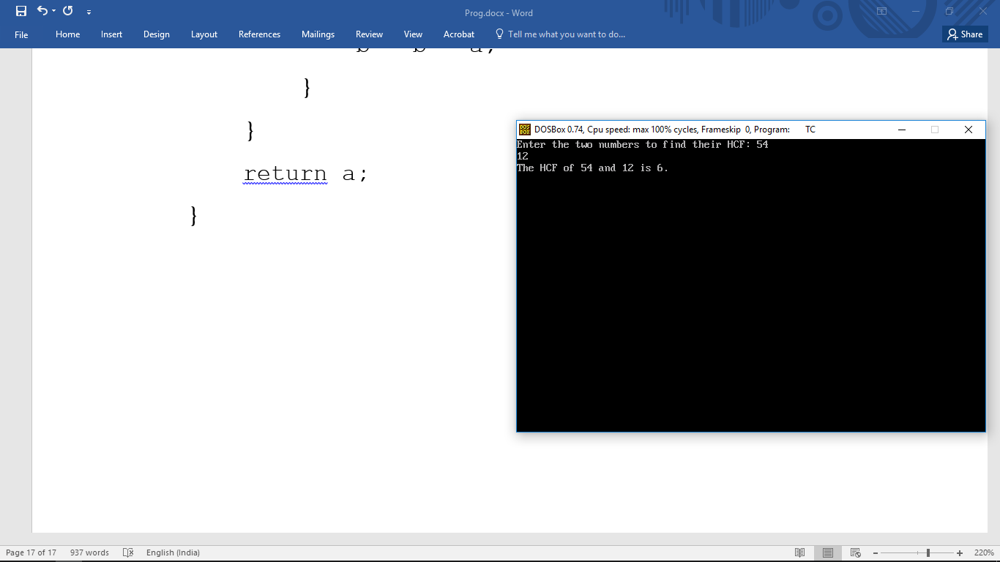 Prog.docx - Word
File Home Insert Design Layout References Mailings Review View Acrobat Tell me what you want to do... Share
}
}
return a;
}
DOSBox 0.74, Cpu speed: max 100% cycles, Frameskip 0, Program: TC
Enter the two numbers to find their HCF: 54
12
The HCF of 54 and 12 is 6.
Page 17 of 17 937 words English (India) 220%